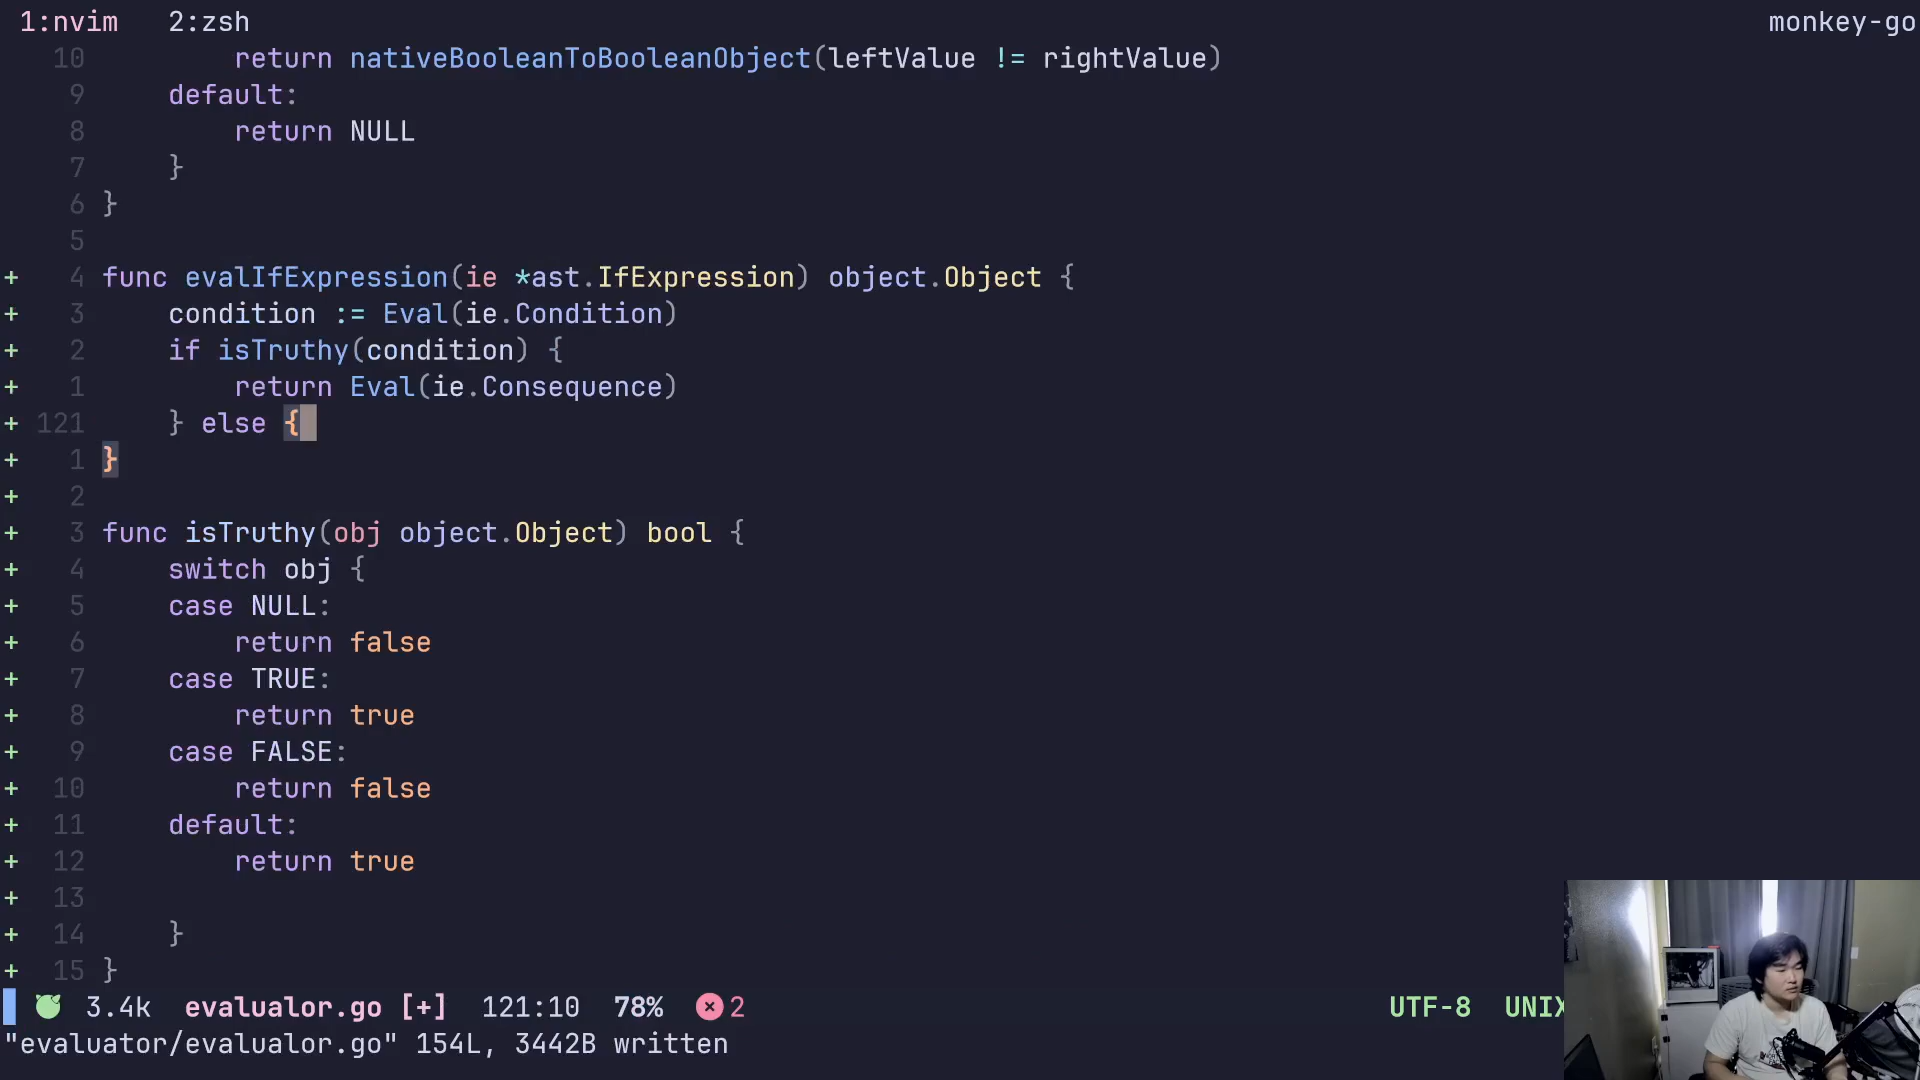 1:nvim 2:zsh monkey-go
10 return nativeBooleanToBooleanObject(leftValue != rightValue)
9 default:
8 return NULL
7 }
6 }
5
+ 4 func evalIfExpression(ie *ast.IfExpression) object.Object {
+ 3 condition := Eval(ie.Condition)
+ 2 if isTruthy(condition) {
+ 1 return Eval(ie.Consequence)
+ 121 } else {
+ 1 }
+ 2
+ 3 func isTruthy(obj object.Object) bool {
+ 4 switch obj {
+ 5 case NULL:
+ 6 return false
+ 7 case TRUE:
+ 8 return true
+ 9 case FALSE:
+ 10 return false
+ 11 default:
+ 12 return true
+ 13
+ 14 }
+ 15 }
3.4k evalualor.go [+] 121:10 78% 2 UTF-8 UNIX
"evaluator/evalualor.go" 154L, 3442B written